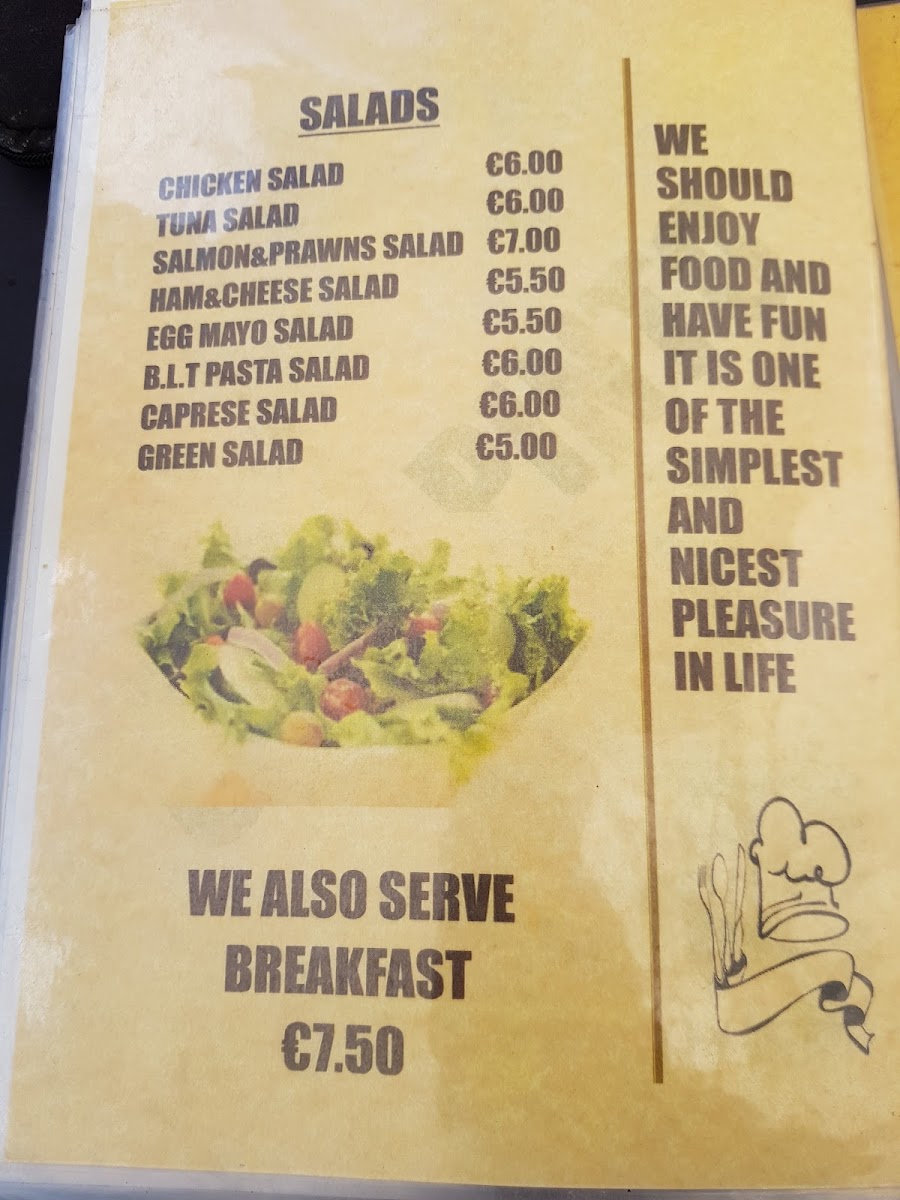 SALADS
CHICKEN SALAD €6.00
TUNA SALAD €6.00
SALMON&PRAWNS SALAD €7.00
HAM&CHEESE SALAD €5.50
EGG MAYO SALAD €5.50
B.L.T PASTA SALAD €6.00
CAPRESE SALAD €6.00
GREEN SALAD €5.00
WE ALSO SERVE
BREAKFAST
€7.50
WE
SHOULD
ENJOY
FOOD AND
HAVE FUN
IT IS ONE
OF THE
SIMPLEST
AND
NICEST
PLEASURE
IN LIFE